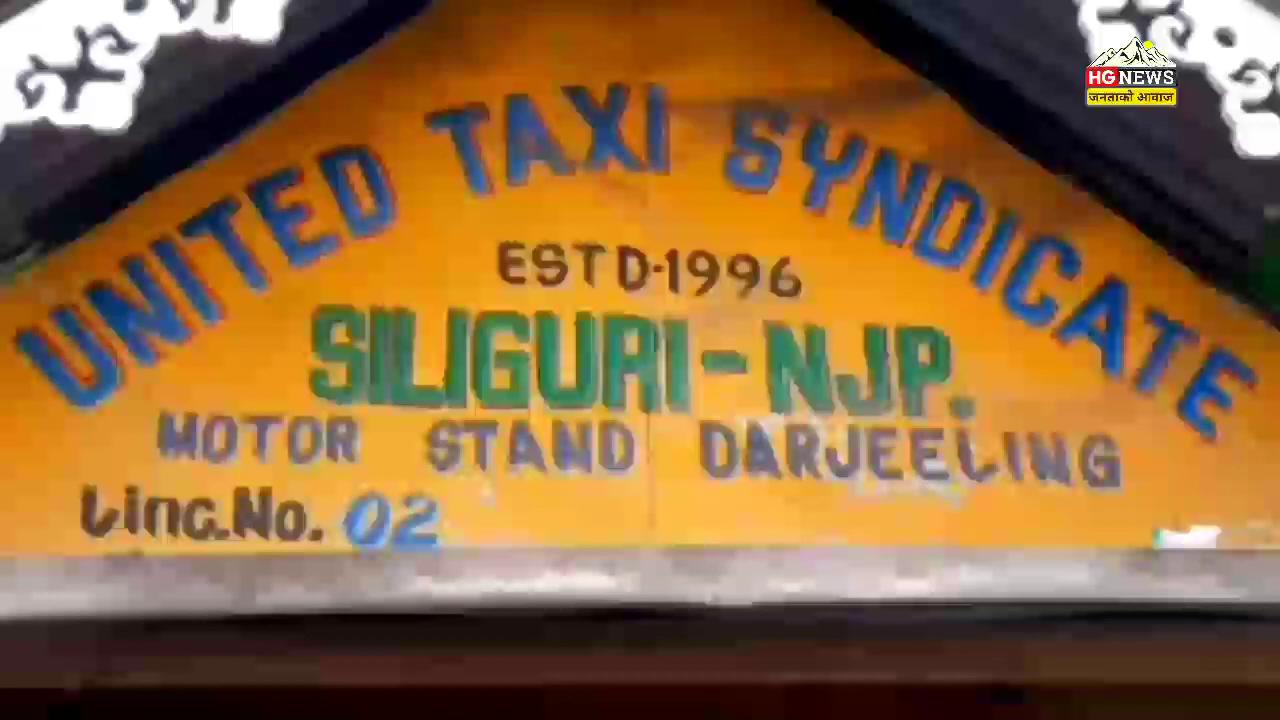 HG NEWS
जनताको आवाज
UNITED TAXI SYNDICATE
ESTD-1996
SILIGURI-NJP.
MOTOR STAND DARJEELING
Linc.No. 02